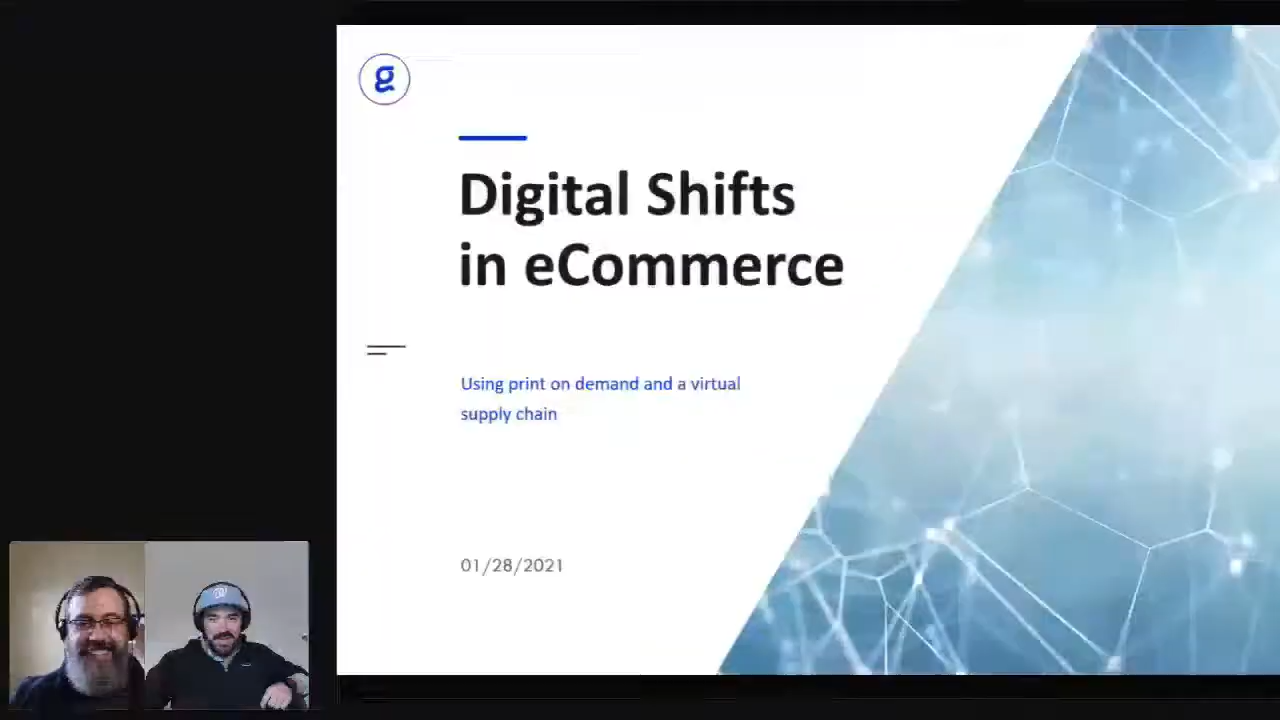 g
Digital Shifts
in eCommerce
Using print on demand and a virtual
supply chain
01/28/2021